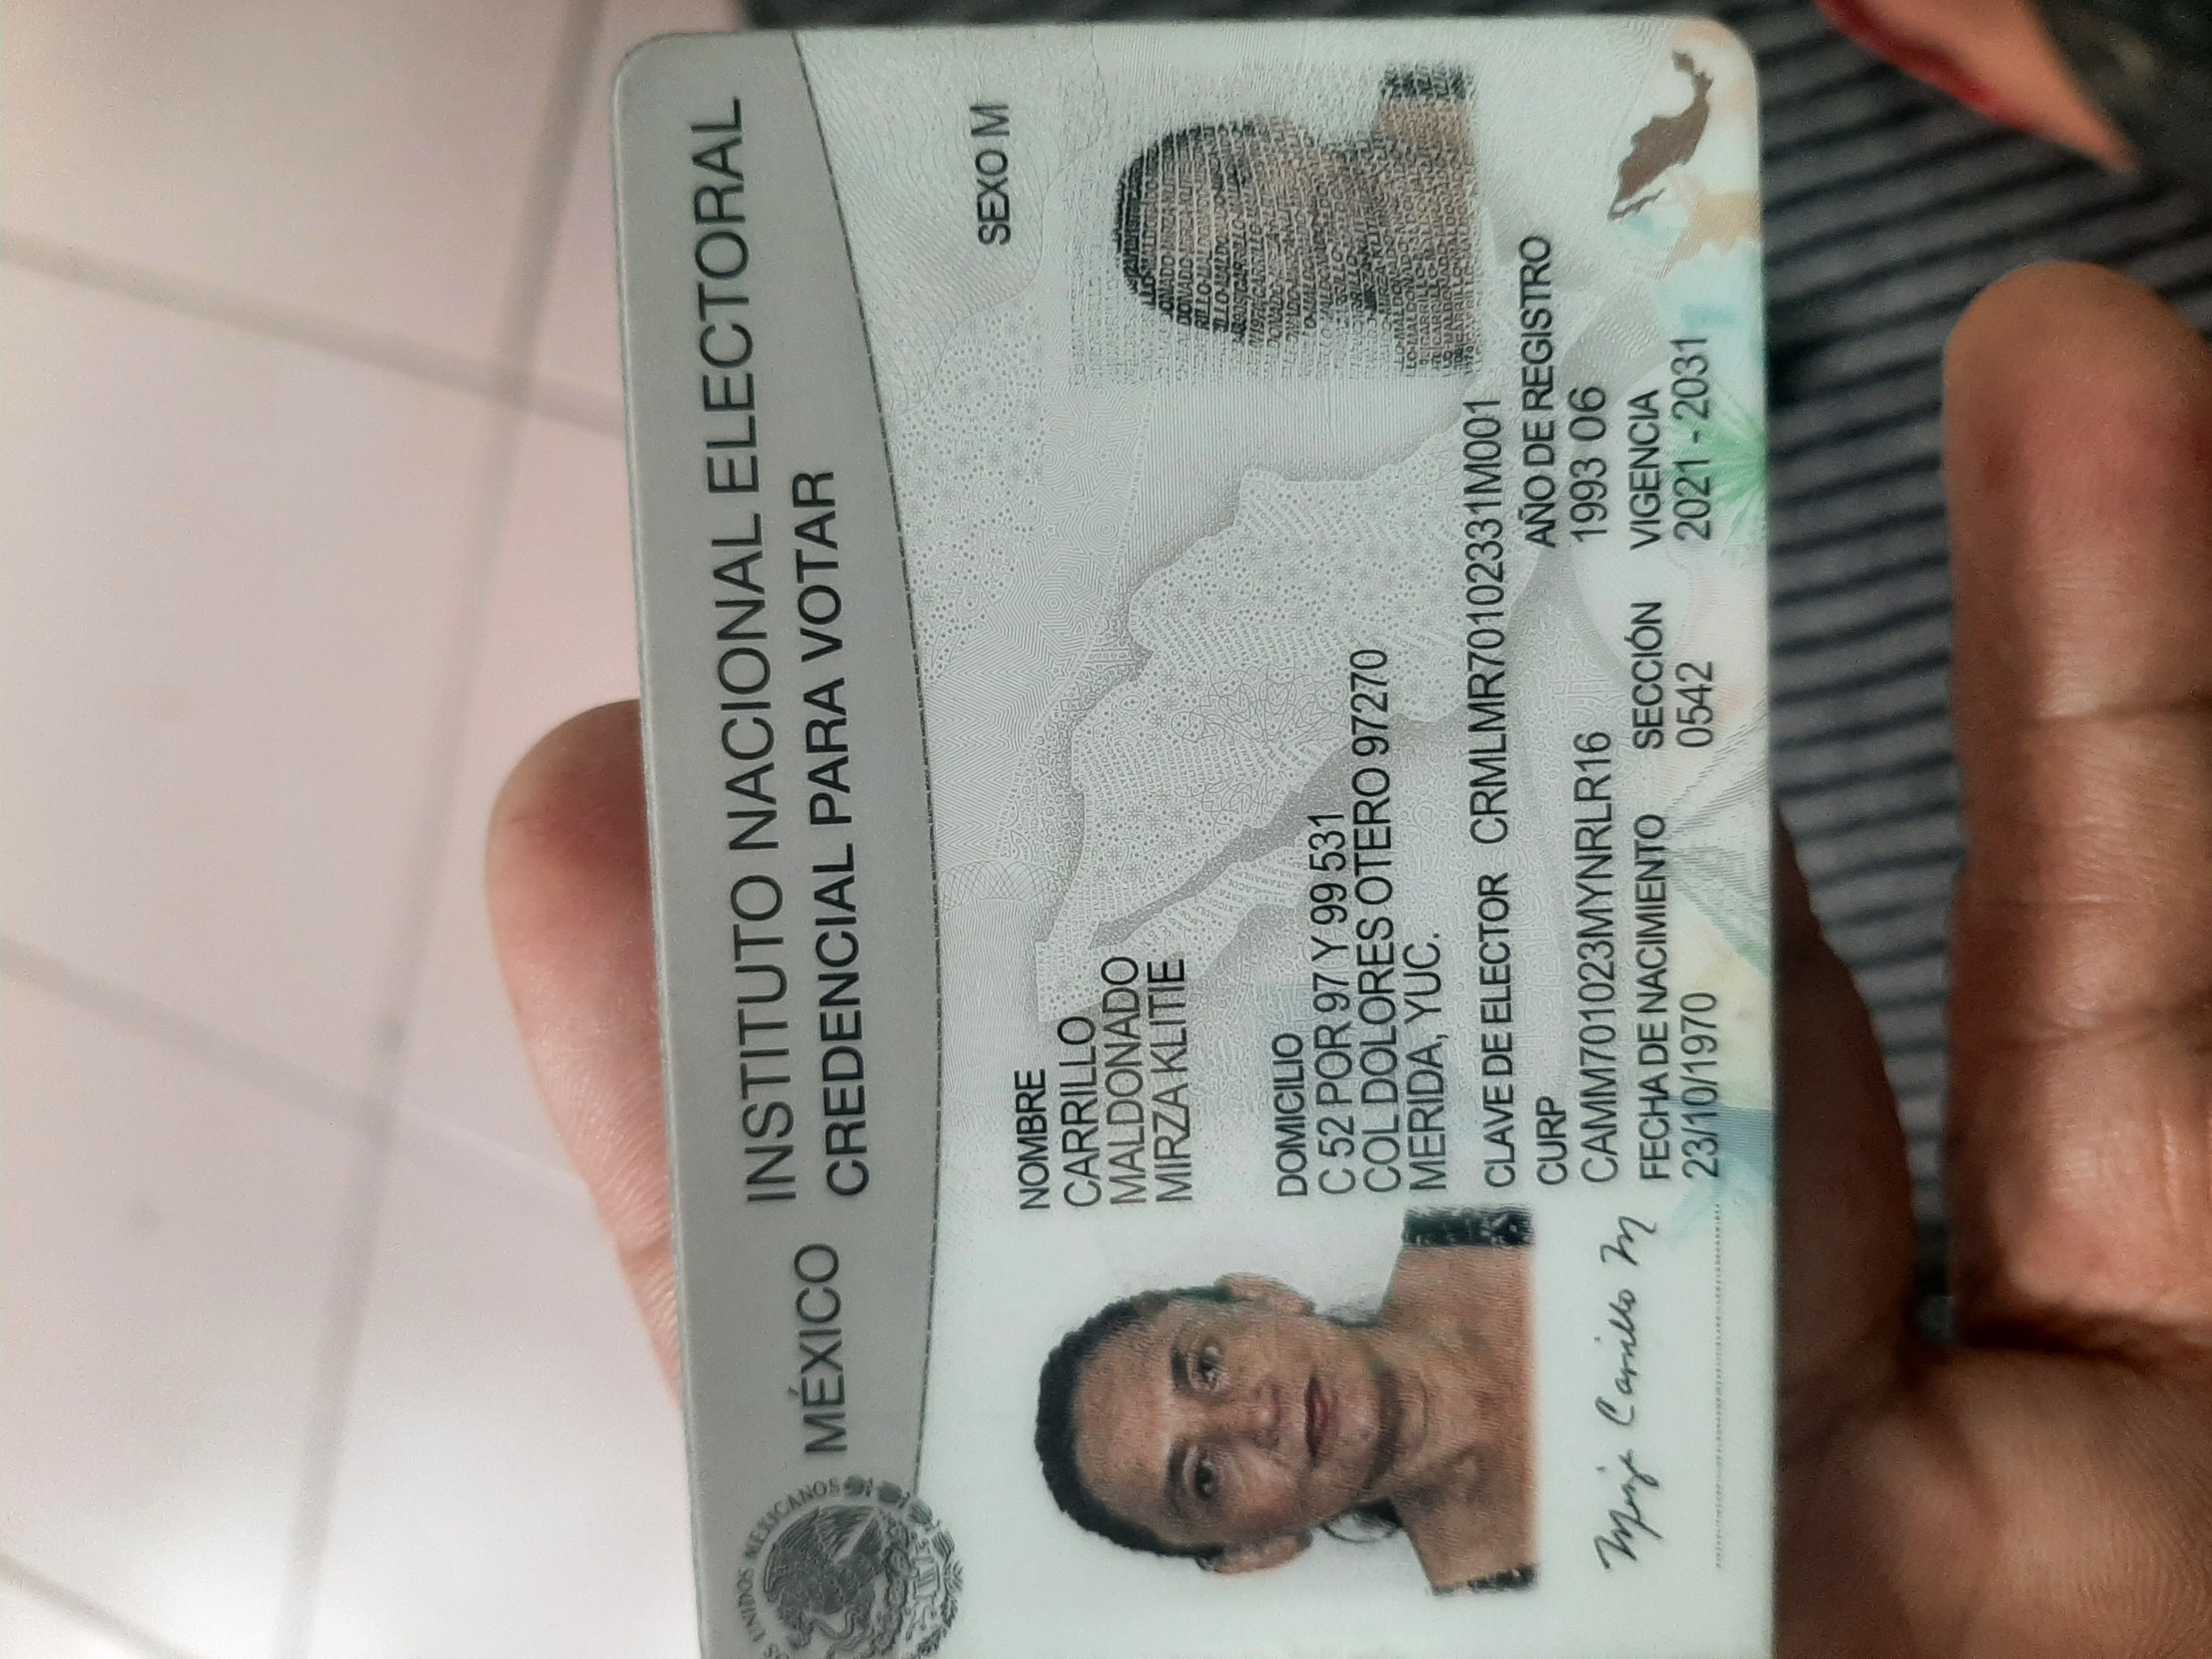 S UNIDOS MEXICANOS
MÉXICO
INSTITUTO NACIONAL ELECTORAL
CREDENCIAL PARA VOTAR
SEXO M
NOMBRE
CARRILLO
MALDONADO
MIRZA KLITIE
DOMICILIO
C 52 POR 97 Y 99 531
COL DOLORES OTERO 97270
MERIDA, YUC.
CLAVE DE ELECTOR CRMLMR70102331M001
CURP
CAMM701023MYNRLR16
AÑO DE REGISTRO
1993 06
FECHA DE NACIMIENTO
23/10/1970
SECCIÓN
0542
VIGENCIA
2021 - 2031
Mirza Carrillo M